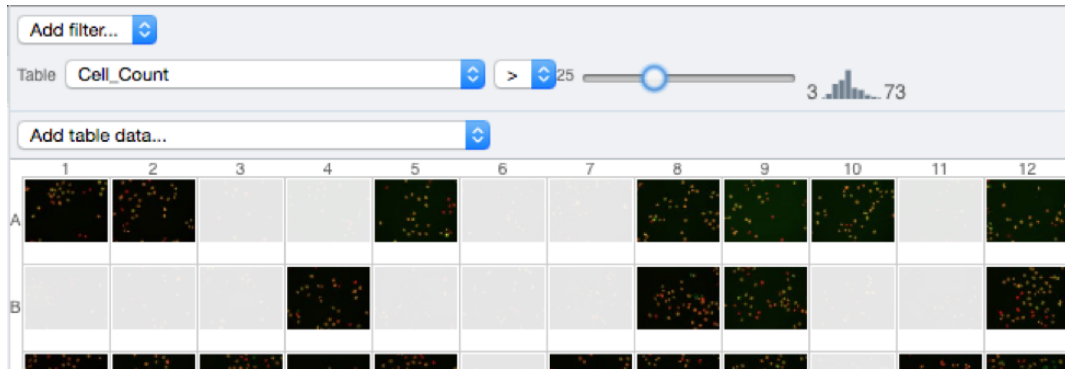 Add filter...
Table Cell_Count > 25 3 73
Add table data...
1 2 3 4 5 6 7 8 9 10 11 12
A
B